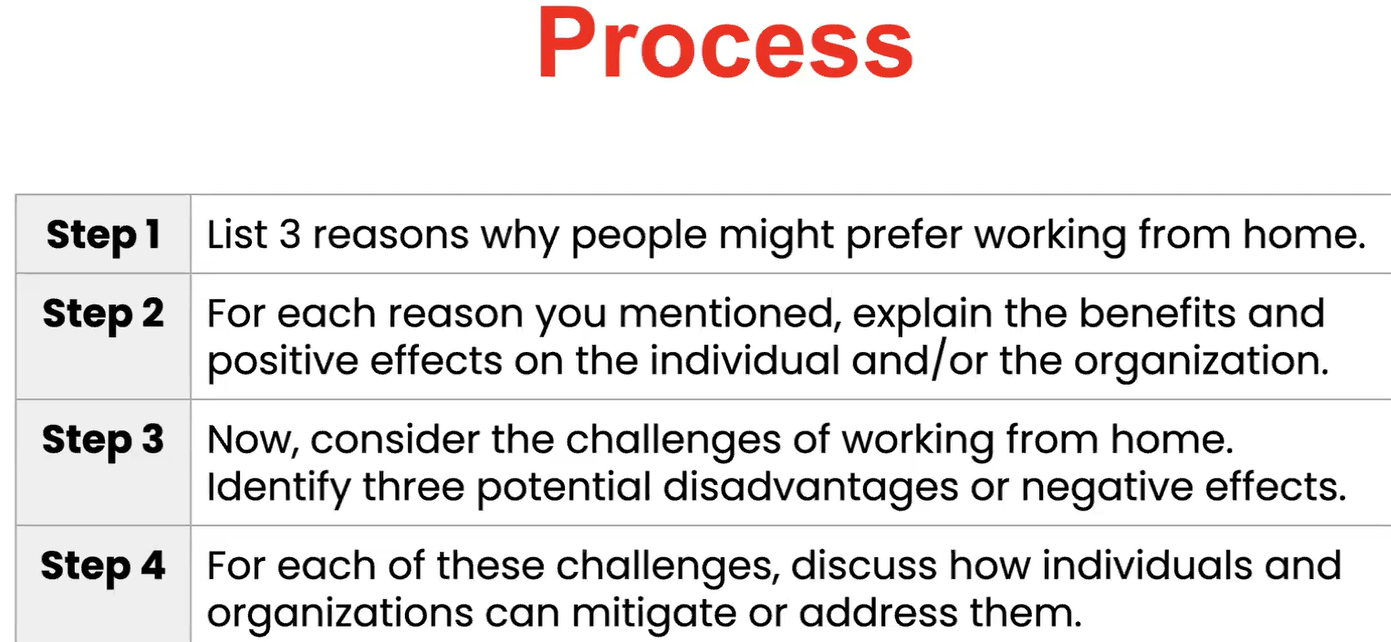 Process
Step 1 List 3 reasons why people might prefer working from home.
Step 2 For each reason you mentioned, explain the benefits and
positive effects on the individual and/or the organization.
Step 3 Now, consider the challenges of working from home.
Identify three potential disadvantages or negative effects.
Step 4 For each of these challenges, discuss how individuals and
organizations can mitigate or address them.